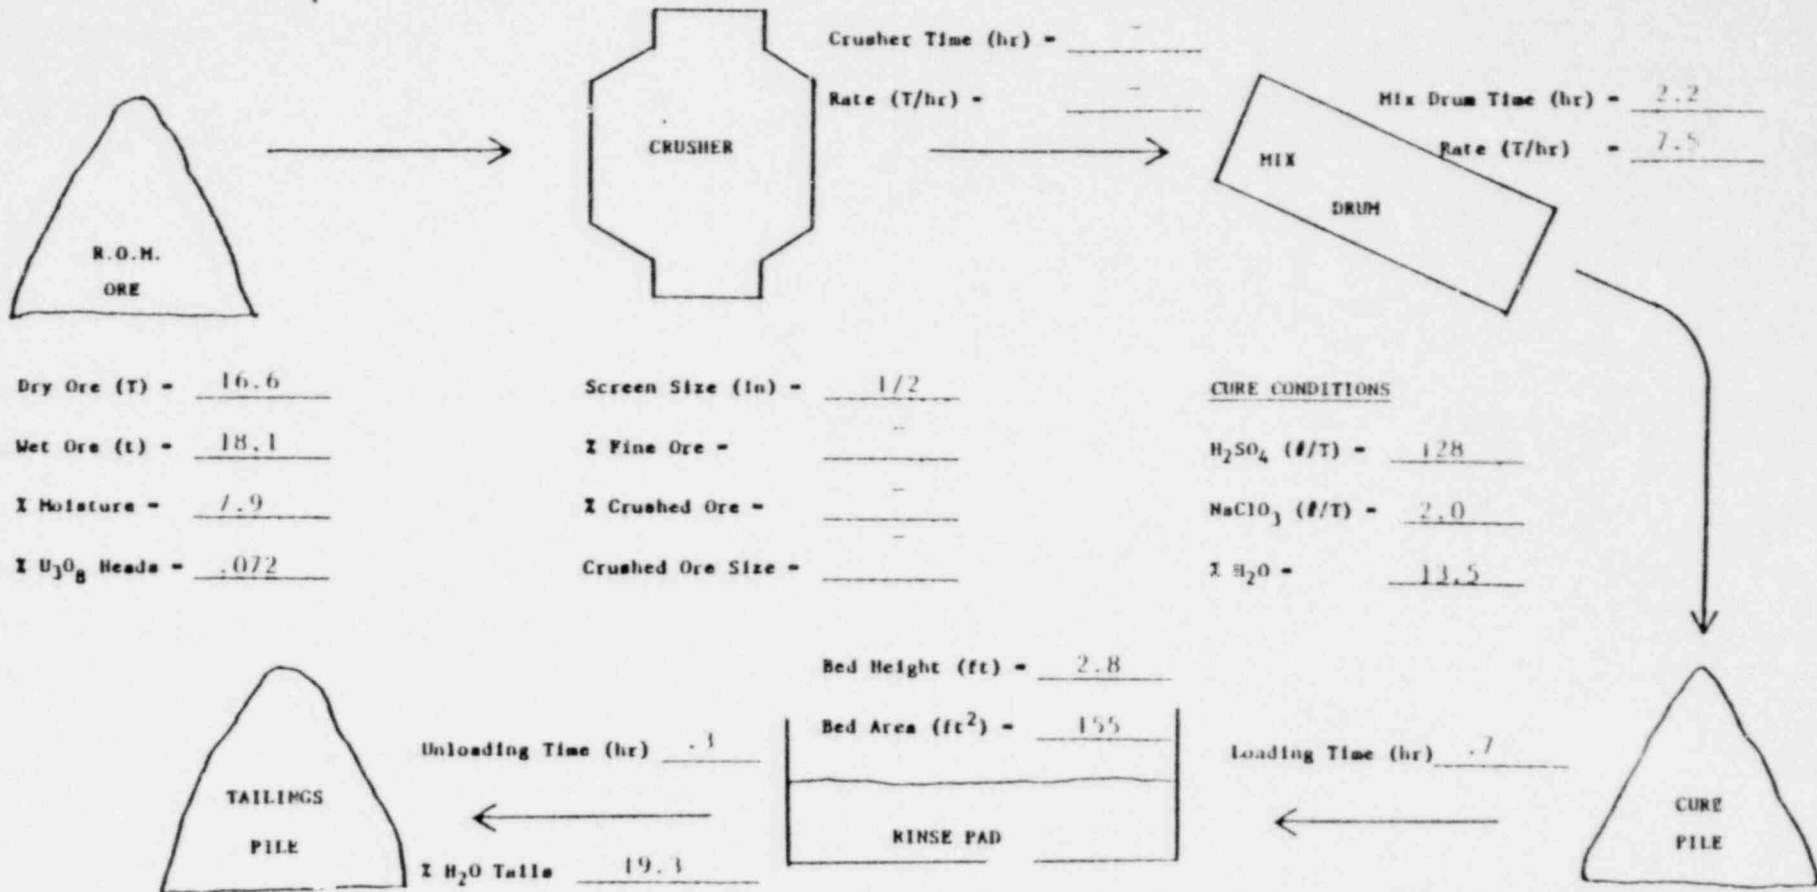 Crusher Time (hr) = -
Rate (T/hr) = -
Mix Drum Time (hr) = 2.2
Rate (T/hr) = 7.5
CRUSHER
MIX
DRUM
R.O.M.
ORE
Dry Ore (T) = 16.6
Wet Ore (t) = 18.1
% Moisture = 7.9
% U3O8 Heads = .072
Screen Size (in) = 1/2
% Fine Ore = -
% Crushed Ore = -
Crushed Ore Size = -
CURE CONDITIONS
H2SO4 (#/T) = 128
NaClO3 (#/T) = 2.0
% H2O = 13.5
Bed Height (ft) = 2.8
Bed Area (ft2) = 155
Unloading Time (hr) .3
Loading Time (hr) .7
TAILINGS
PILE
RINSE PAD
CURE
PILE
% H2O Tails 19.3